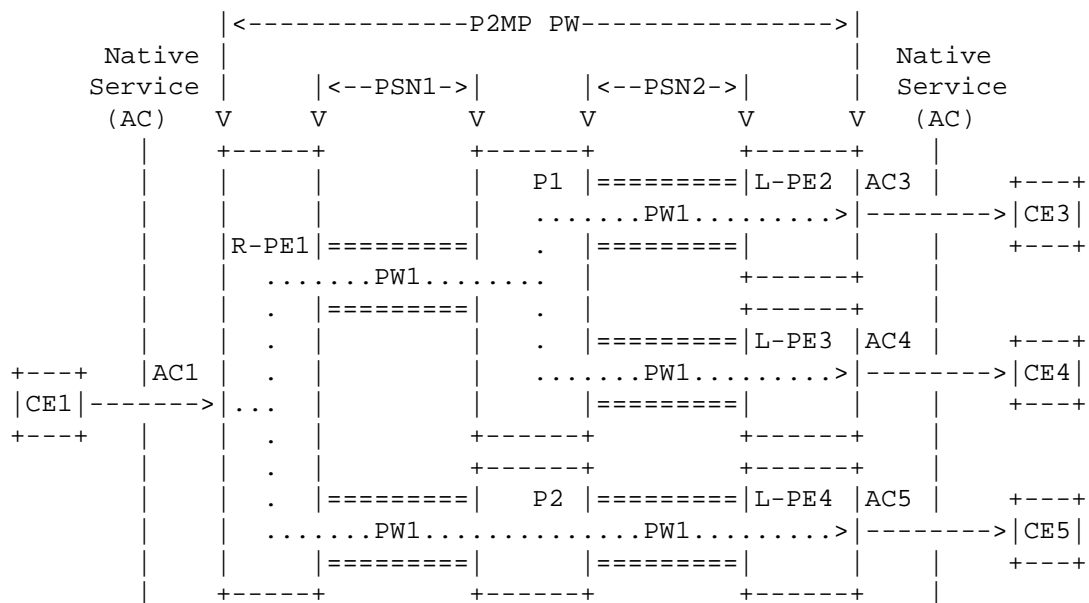 |<--------------P2MP PW---------------->|
Native | | Native
Service | |<--PSN1->| |<--PSN2->| | Service
(AC) V V V V V V (AC)
| +-----+ +------+ +------+ |
| | | | P1 |=========|L-PE2 |AC3 | +---+
| | | | .......PW1.........>|-------->|CE3|
| |R-PE1|=========| . |=========| | | +---+
| | .......PW1........ | +------+ |
| | . |=========| . | +------+ |
| | . | | . |=========|L-PE3 |AC4 | +---+
+---+ |AC1 | . | | .......PW1.........>|-------->|CE4|
|CE1|------->|... | | |=========| | | +---+
+---+ | | . | +------+ +------+ |
| | . | +------+ +------+ |
| | . |=========| P2 |=========|L-PE4 |AC5 | +---+
| | .......PW1..............PW1.........>|-------->|CE5|
| | |=========| |=========| | | +---+
| +-----+ +------+ +------+ |